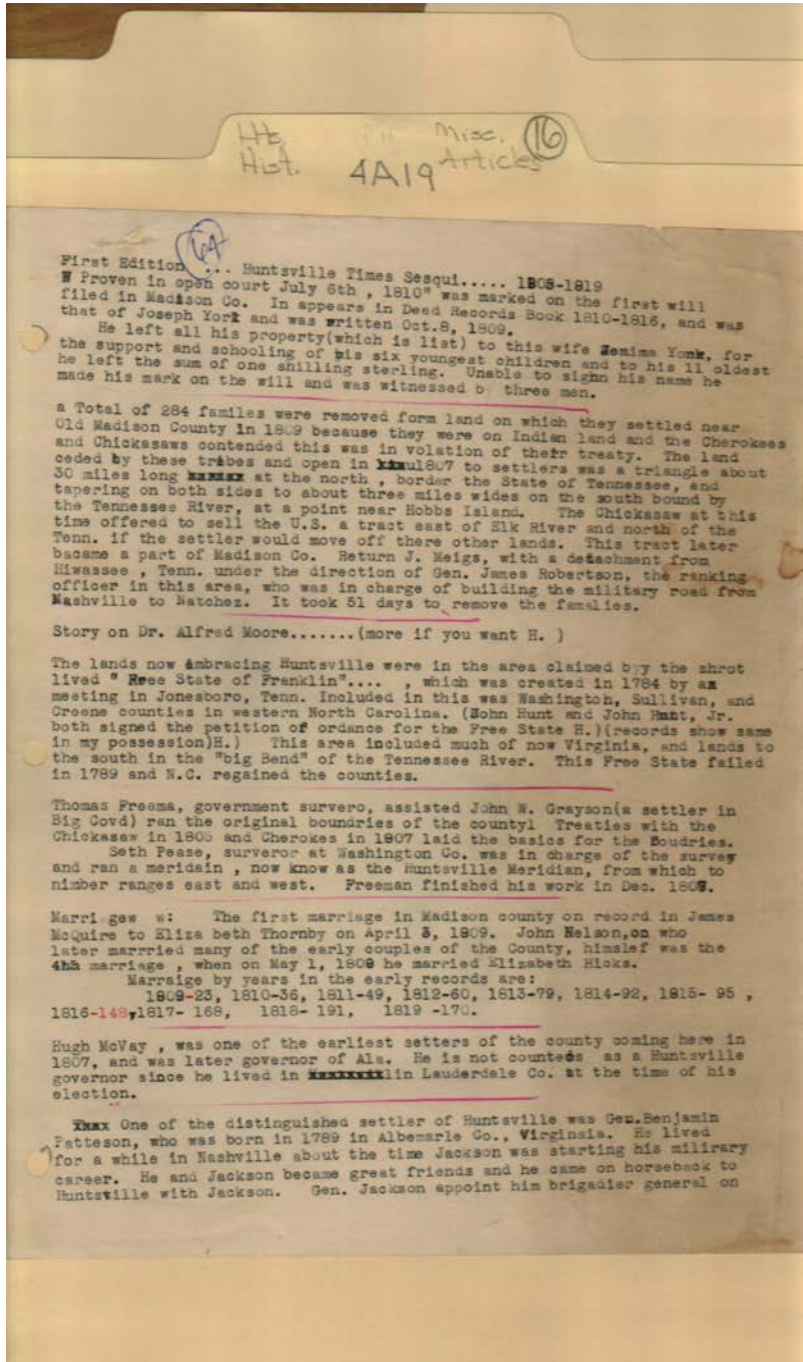 Hts. Misc. 16
Hist. 4A19 Articles
64
First Edition ... Huntsville Times Sesqui..... 1808-1819
" Proven in open court July 6th , 1810" was marked on the first will
filed in Madison Co. In appears in Deed Records Book 1810-1816, and was
that of Joseph York and was written Oct.8, 1809.
He left all his property(which is list) to this wife Jemima York, for
the support and schooling of his six youngest children and to his 11 oldest
he left the sum of one shilling sterling. Unable to sighn his name he
made his mark on the will and was witnessed b three men.
a Total of 284 familes were removed form land on which they settled near
Old Madison County in 1809 because they were on Indian land and the Cherokees
and Chickasaws contended this was in volation of their treaty. The land
ceded by these trabes and open in 1807 to settlers was a triangle about
30 miles long xxxxxx at the north , border the State of Tennessee, and
tapering on both sides to about three miles wides on the south bound by
the Tennessee River, at a point near Hobbs Island. The Chickasaw at this
time offered to sell the U.S. a tract east of Elk River and north of the
Tenn. if the settler would move off there other lands. This tract later
bacame a part of Madison Co. Return J. Meigs, with a detachment from
Hiwassee , Tenn. under the direction of Gen. James Robertson, the ranking
officer in this area, who was in charge of building the military road from
Nashville to Natchez. It took 51 days to remove the families.
Story on Dr. Alfred Moore.......(more if you want H. )
The lands now embracing Huntsville were in the area claimed b y the shrot
lived " Free State of Franklin".... , which was created in 1784 by an
meeting in Jonesboro, Tenn. Included in this was Washington, Sullivan, and
Greene counties in western North Carolina. (John Hunt and John Hunt, Jr.
both signed the petition of ordance for the Free State H.)(records show same
in my possession)H.) This area included much of now Virginia, and lands to
the south in the "big Bend" of the Tennessee River. This Free State failed
in 1789 and N.C. regained the counties.
Thomas Freema, government survero, assisted John W. Grayson(a settler in
Big Covd) ran the original boundries of the countyl Treaties with the
Chickasaw in 1805 and Cherokes in 1807 laid the basics for the Boudries.
Seth Pease, surveror at Washington Co. was in charge of the survey
and ran a meridain , now know as the Huntsville Meridian, from which to
nimber ranges east and west. Freeman finished his work in Dec. 1808.
Marri gew w: The first marriage in Madison county on record in James
McQuire to Eliza beth Thornby on April 3, 1809. John Nelson,on who
later marrried many of the early couples of the County, himslef was the
4th marriage , when on May 1, 1809 he married Elizabeth Hicks.
Marraige by years in the early records are:
1809-23, 1810-36, 1811-49, 1812-60, 1813-79, 1814-92, 1815- 95 ,
1816-148,1817- 168, 1818- 191, 1819 -170.
Hugh McVay , was one of the earliest setters of the county coming here in
1807, and was later governor of Ala. He is not counteds as a Huntsville
governor since he lived in xxxxxxxxlin Lauderdale Co. at the time of his
election.
xxxx One of the distinguished settler of Huntsville was Gen.Benjamin
Patteson, who was born in 1789 in Albemarle Co., Virginsia. He lived
for a while in Nashville about the time Jackson was starting his milirary
career. He and Jackson became great friends and he came on horseback to
Huntsville with Jackson. Gen. Jackson appoint him brigadier general on